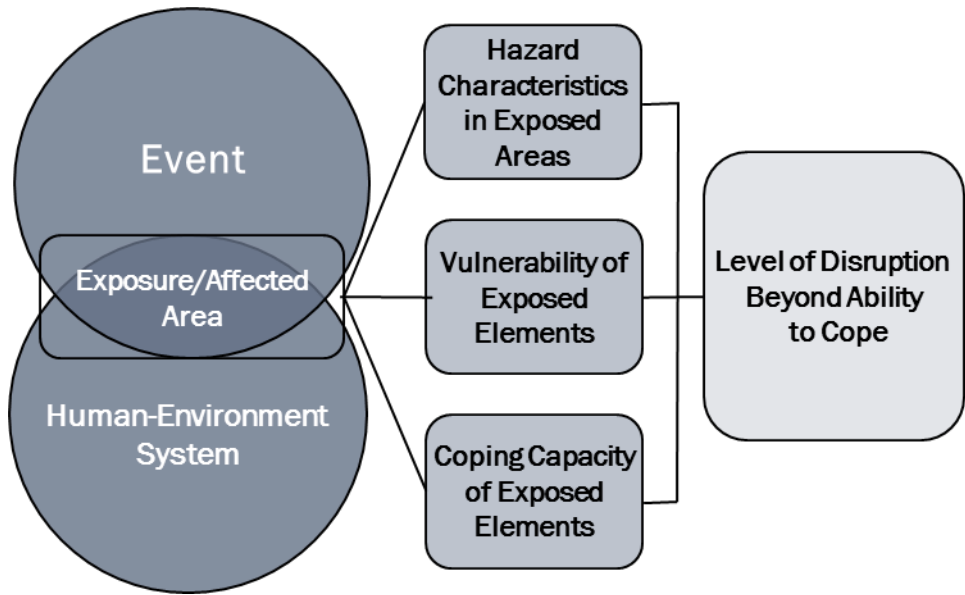 Event
Exposure/Affected
Area
Human-Environment
System
Hazard
Characteristics
in Exposed
Areas
Vulnerability of
Exposed
Elements
Coping Capacity
of Exposed
Elements
Level of Disruption
Beyond Ability
to Cope